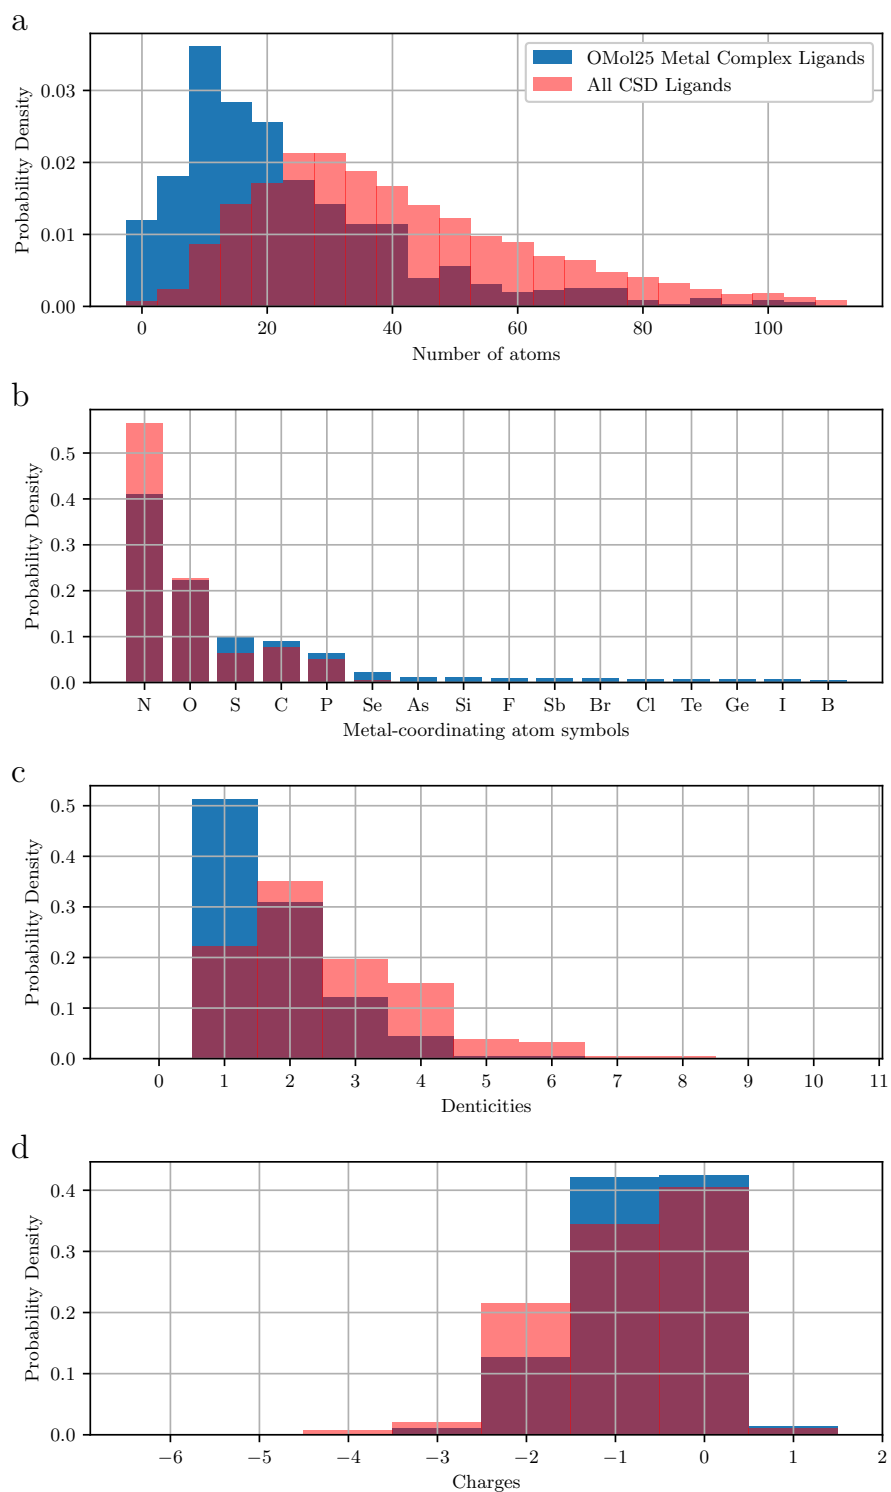 a
Probability Density
0.03
0.02
0.01
0.00
OMol25 Metal Complex Ligands
All CSD Ligands
0 20 40 60 80 100
Number of atoms
b
Probability Density
0.5
0.4
0.3
0.2
0.1
0.0
N O S C P Se As Si F Sb Br Cl Te Ge I B
Metal-coordinating atom symbols
c
Probability Density
0.5
0.4
0.3
0.2
0.1
0.0
0 1 2 3 4 5 6 7 8 9 10 11
Denticities
d
Probability Density
0.4
0.3
0.2
0.1
0.0
−6 −5 −4 −3 −2 −1 0 1 2
Charges